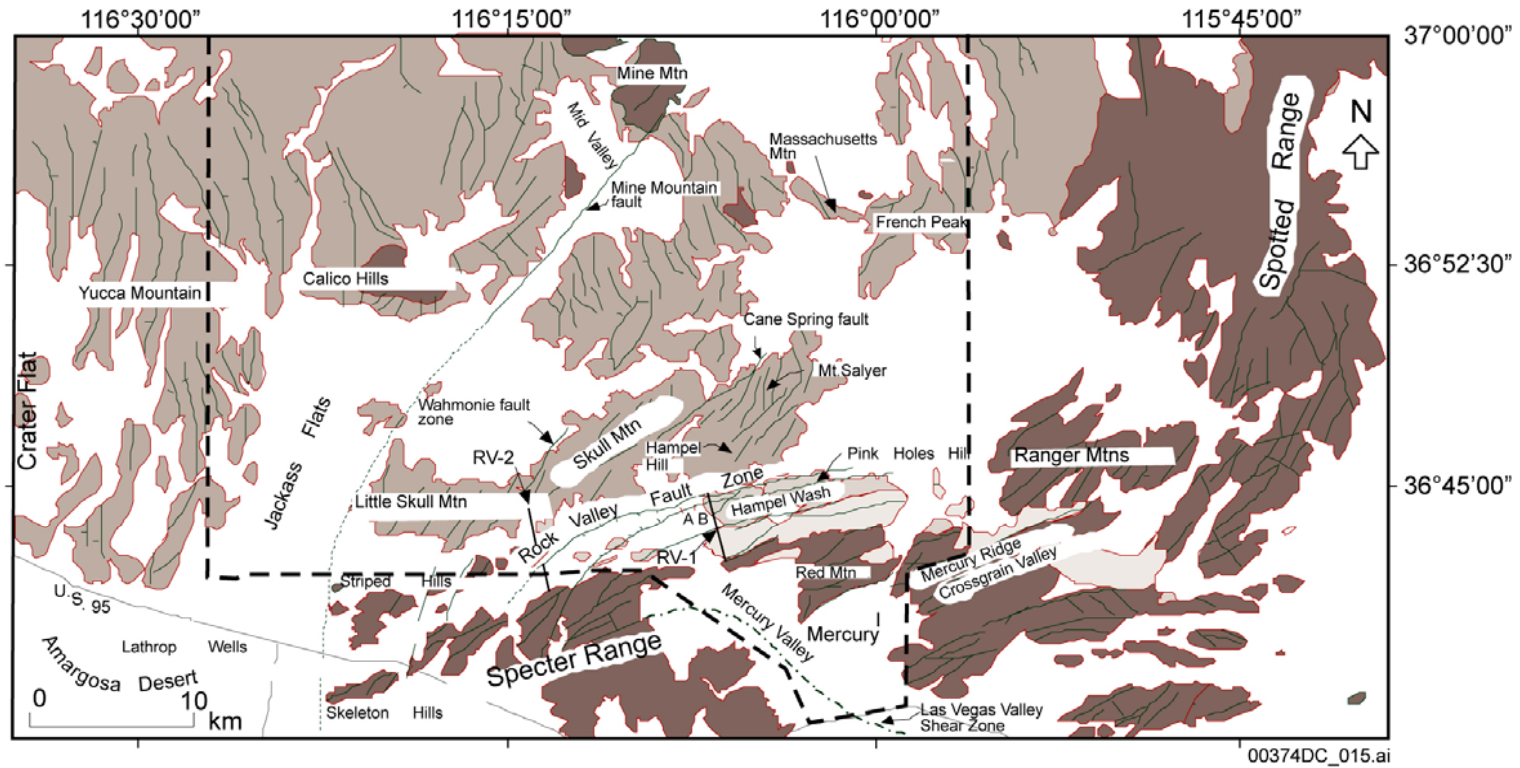 116°30’00”
116°15’00”
116°00’00”
115°45’00”
37°00’00”
Mine Mtn
Mid Valley
N
Massachusetts
Mtn
Spotted Range
Mine Mountain
fault
French Peak
36°52’30”
Calico Hills
Yucca Mountain
Cane Spring fault
Crater Flat
Mt. Salyer
Wahmonie fault
zone
Jackass Flats
Skull Mtn
Hampel
Hill
Pink Holes Hill
Ranger Mtns
RV-2
36°45’00”
Little Skull Mtn
Rock Valley Fault Zone
Hampel Wash
A B
RV-1
Mercury Ridge
Crossgrain Valley
Red Mtn
Striped Hills
U.S. 95
Mercury Valley
Mercury
Lathrop Wells
Specter Range
Amargosa Desert
0 10
km
Skeleton Hills
Las Vegas Valley
Shear Zone
00374DC_015.ai